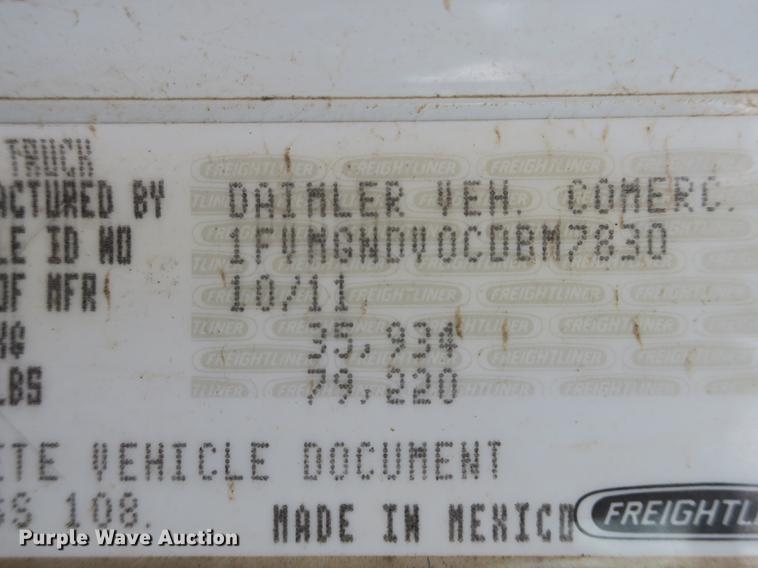 TRUCK
ACTURED BY DAIMLER VEH. COMERC.
LE ID NO 1FVMGNDV0CDBM7830
OF MFR 10/11
KG 35,934
LBS 79,220
ITE VEHICLE DOCUMENT
SS 108.
MADE IN MEXICO FREIGHTLI
Purple Wave Auction